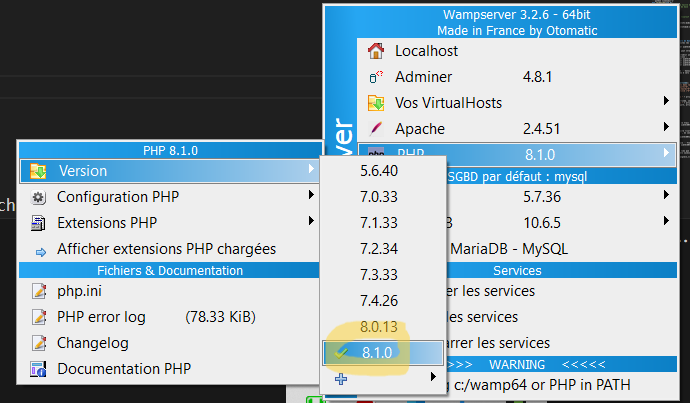 Wampserver 3.2.6 - 64bit
Made in France by Otomatic
Localhost
Adminer 4.8.1
Vos VirtualHosts
Apache 2.4.51
PHP 8.1.0
SGBD par défaut : mysql
5.7.36
B 10.6.5
MariaDB - MySQL
Services
er les services
les services
rer les services
>>> WARNING <<<<<
c:/wamp64 or PHP in PATH
PHP 8.1.0
Version
Configuration PHP
Extensions PHP
Afficher extensions PHP chargées
Fichiers & Documentation
php.ini
PHP error log (78.33 KiB)
Changelog
Documentation PHP
5.6.40
7.0.33
7.1.33
7.2.34
7.3.33
7.4.26
8.0.13
8.1.0
ver
ch